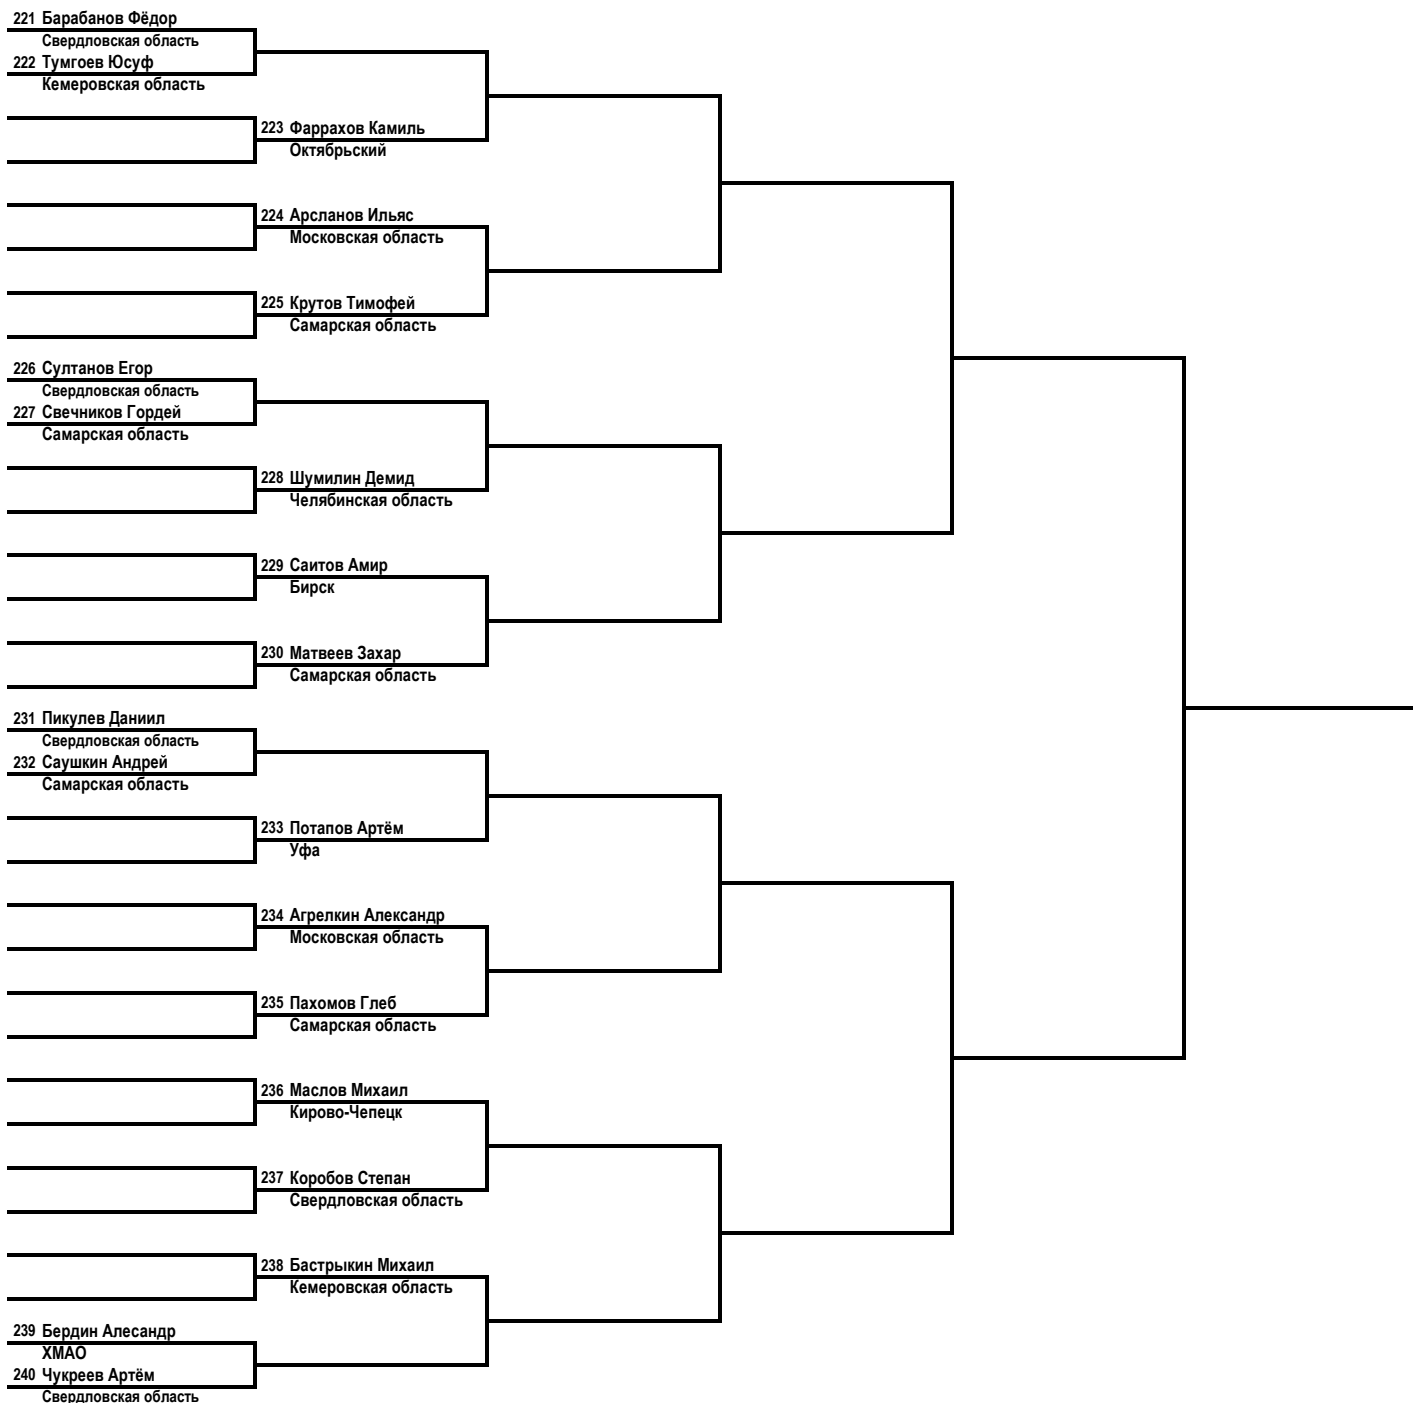 221 Барабанов Фёдор
Свердловская область
222 Тумгоев Юсуф
Кемеровская область
223 Фаррахов Камиль
Октябрьский
224 Арсланов Ильяс
Московская область
225 Крутов Тимофей
Самарская область
226 Султанов Егор
Свердловская область
227 Свечников Гордей
Самарская область
228 Шумилин Демид
Челябинская область
229 Саитов Амир
Бирск
230 Матвеев Захар
Самарская область
231 Пикулев Даниил
Свердловская область
232 Саушкин Андрей
Самарская область
233 Потапов Артём
Уфа
234 Агрелкин Александр
Московская область
235 Пахомов Глеб
Самарская область
236 Маслов Михаил
Кирово-Чепецк
237 Коробов Степан
Свердловская область
238 Бастрыкин Михаил
Кемеровская область
239 Бердин Алесандр
ХМАО
240 Чукреев Артём
Свердловская область